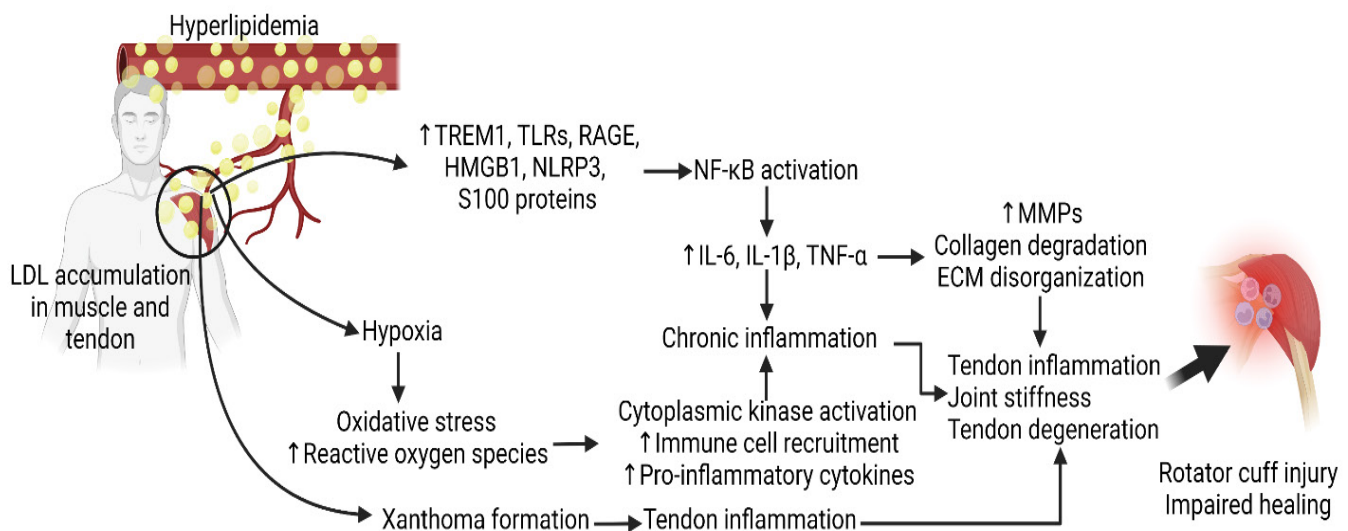 Hyperlipidemia
LDL accumulation
in muscle and
tendon
↑TREM1, TLRs, RAGE,
HMGB1, NLRP3,
S100 proteins
NF-κB activation
↑IL-6, IL-1β, TNF-α
↑MMPs
Collagen degradation
ECM disorganization
Hypoxia
Chronic inflammation
Oxidative stress
↑Reactive oxygen species
Cytoplasmic kinase activation
↑Immune cell recruitment
↑Pro-inflammatory cytokines
Tendon inflammation
Joint stiffness
Tendon degeneration
Xanthoma formation
Tendon inflammation
Rotator cuff injury
Impaired healing